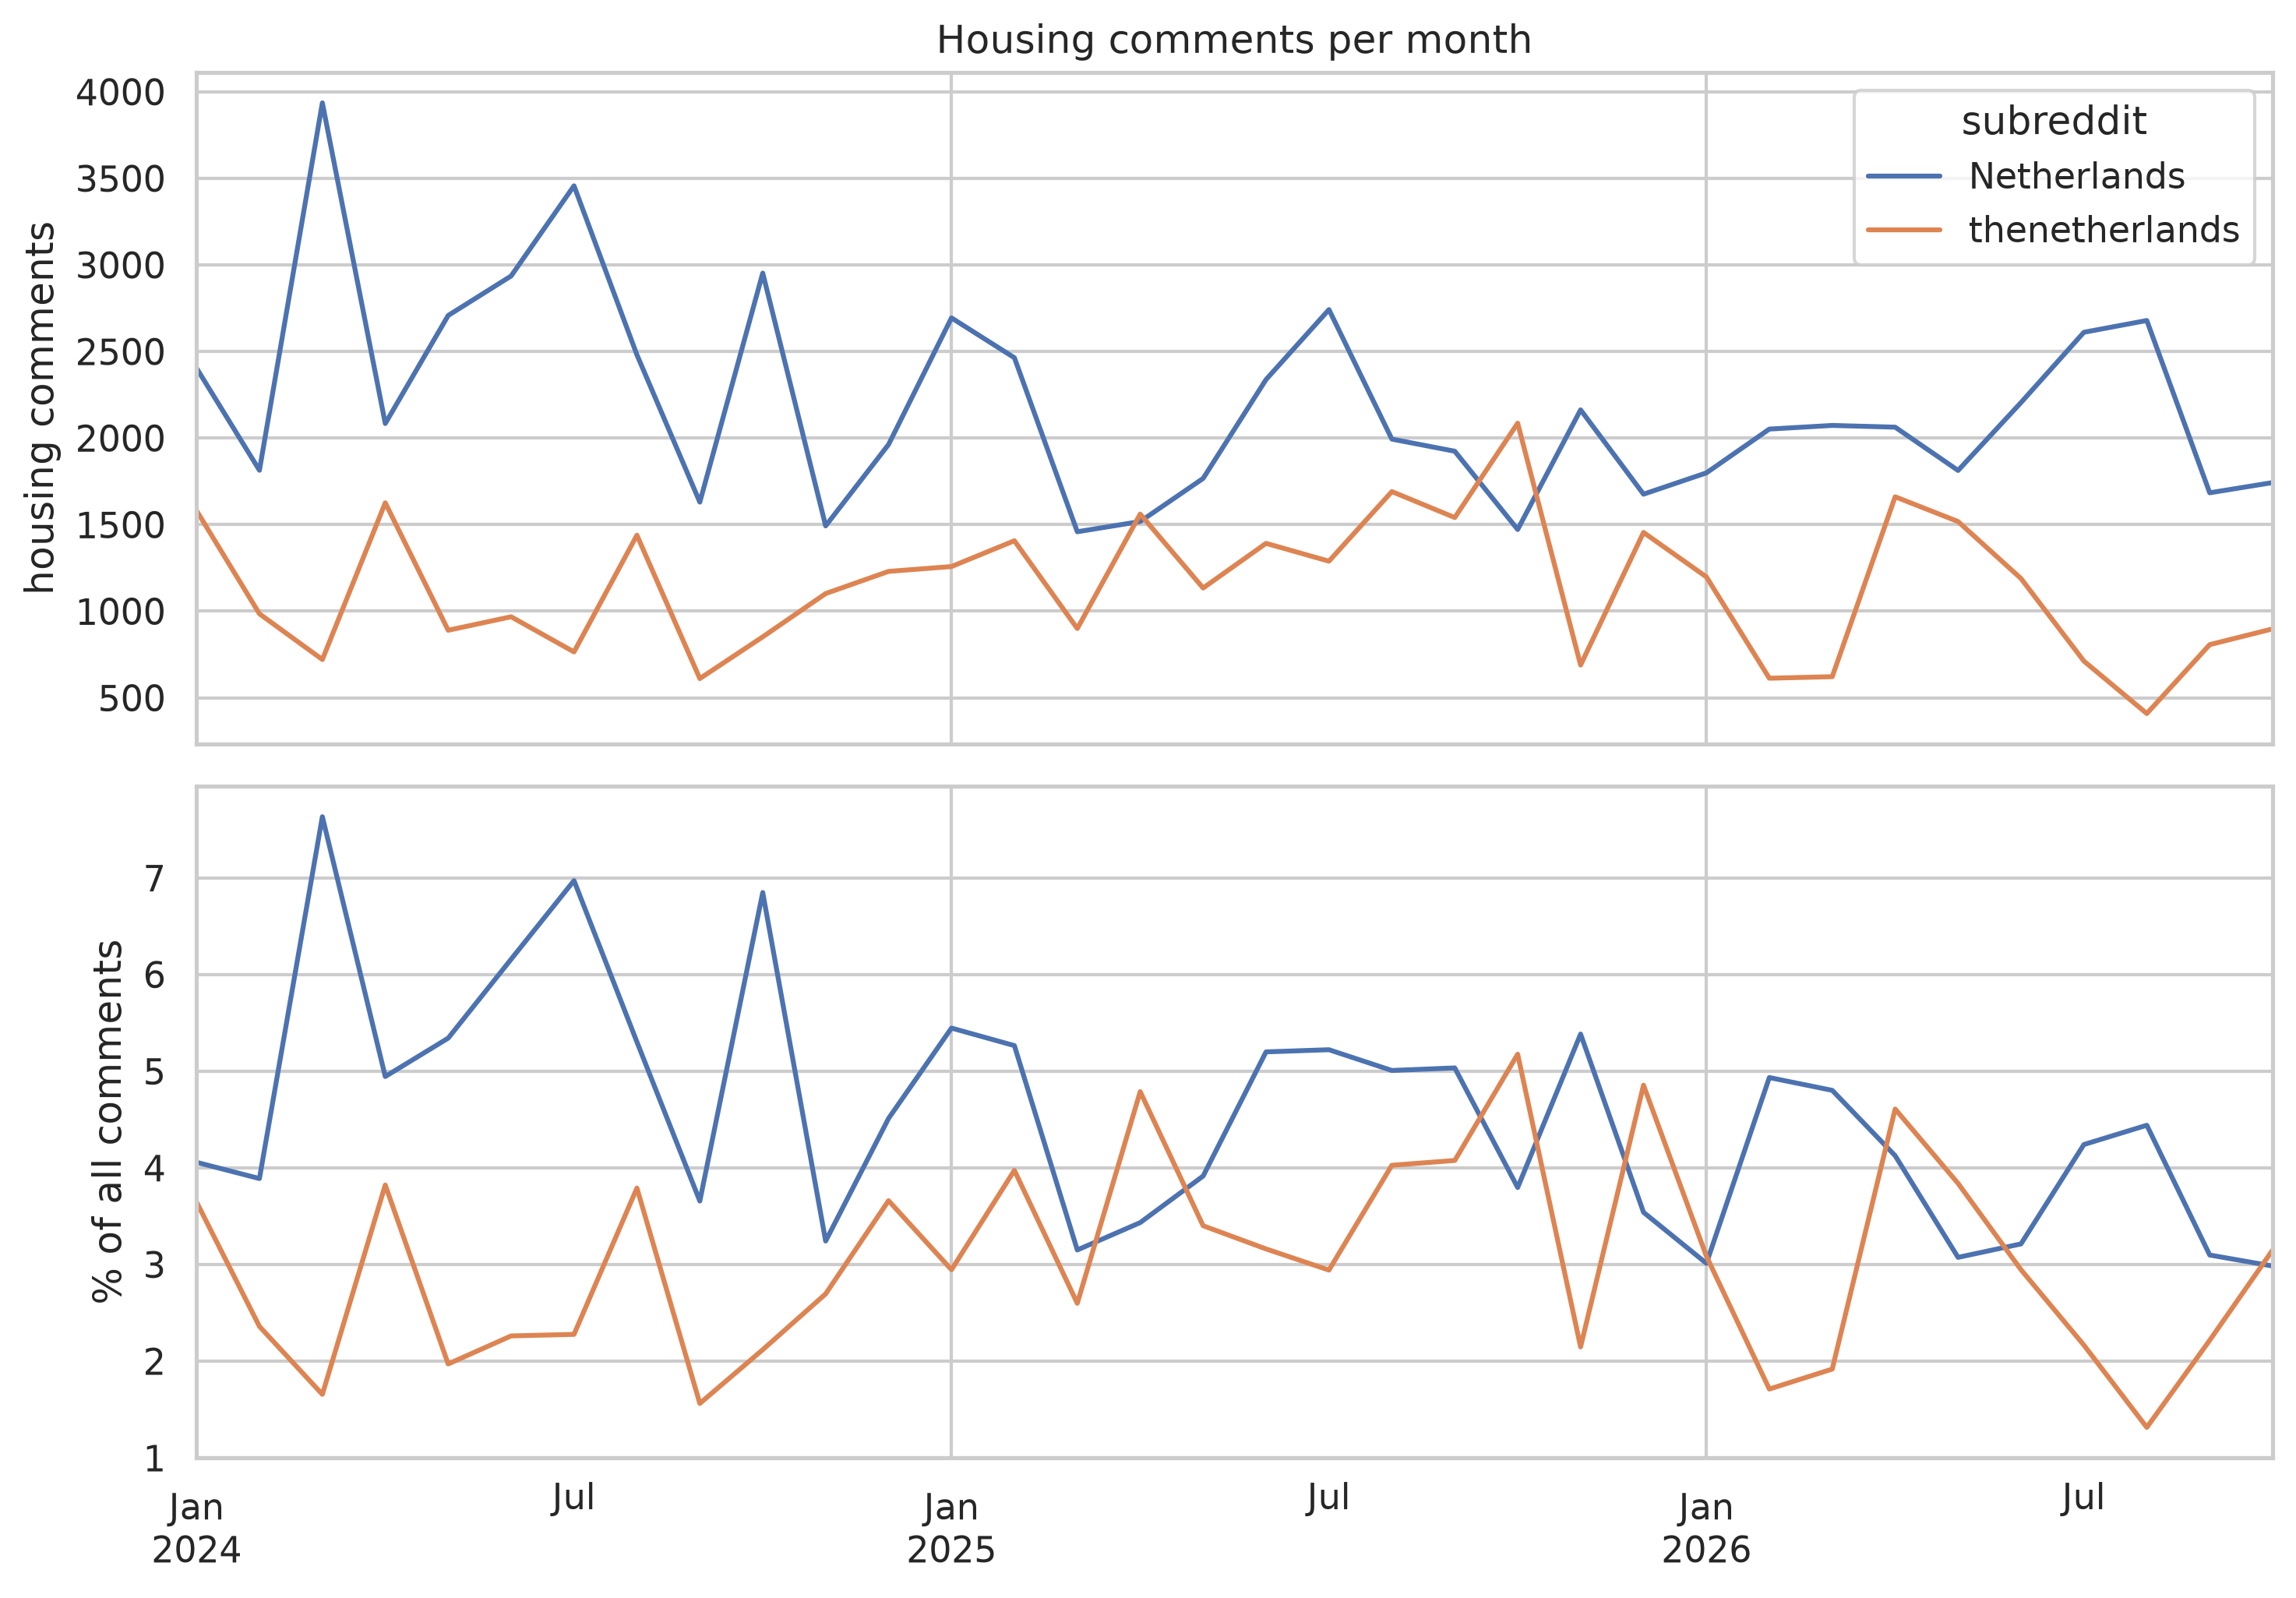 Housing comments per month
housing comments
4000
3500
3000
2500
2000
1500
1000
500
subreddit
Netherlands
thenetherlands
% of all comments
7
6
5
4
3
2
1
Jan
2024
Jul
Jan
2025
Jul
Jan
2026
Jul